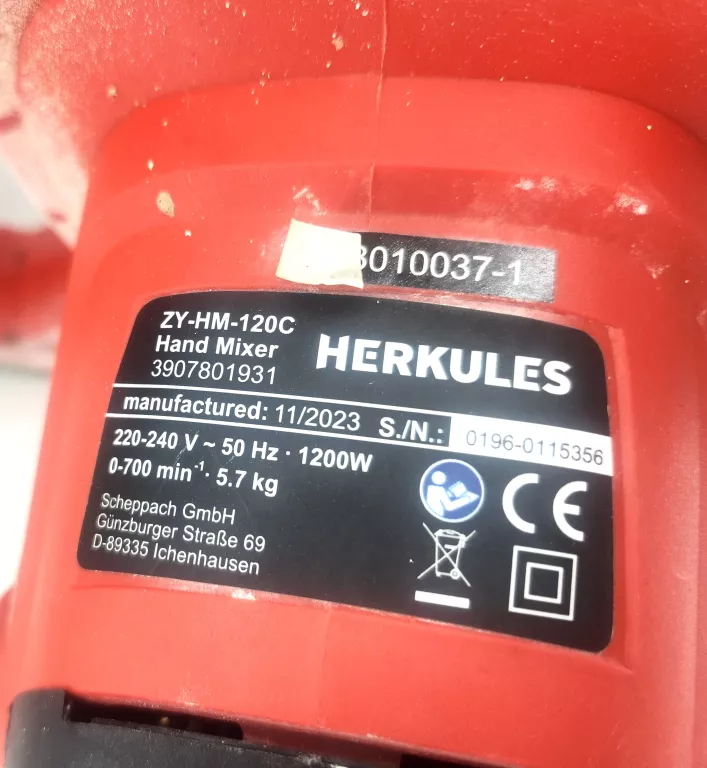 3010037-1
ZY-HM-120C
Hand Mixer
3907801931
HERKULES
manufactured: 11/2023 S./N.: 0196-0115356
220-240 V ~ 50 Hz · 1200W
0-700 min⁻¹ · 5.7 kg
Scheppach GmbH
Günzburger Straße 69
D-89335 Ichenhausen
CE